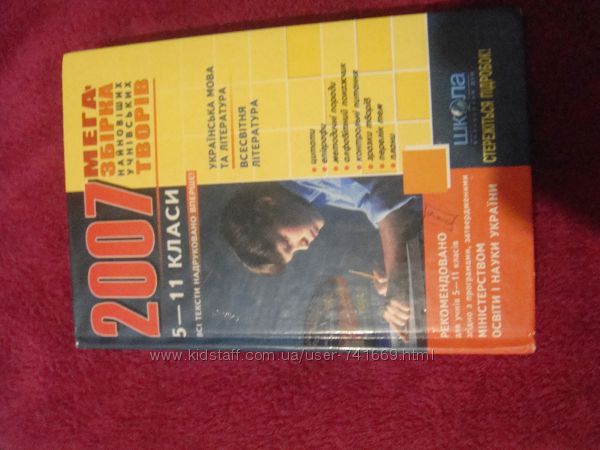 2007
МЕГА
ЗБІРКА
НАЙНОВІШИХ
УЧНІВСЬКИХ
ТВОРІВ
5—11 КЛАСИ
ВСІ ТЕКСТИ НАДРУКОВАНО ВПЕРШЕ!
УКРАЇНСЬКА МОВА
ТА ЛІТЕРАТУРА
ВСЕСВІТНЯ
ЛІТЕРАТУРА
• цитати
• епіграфи
• методичні поради
• алфавітний покажчик
• контрольні питання
• зразки творів
• перелік тем
• плани
ШКОЛА
СТЕРЕЖІТЬСЯ ПІДРОБОК!
РЕКОМЕНДОВАНО
для учнів 5—11 класів
згідно з програмами, затвердженими
МІНІСТЕРСТВОМ
ОСВІТИ І НАУКИ УКРАЇНИ
www.kidstaff.com.ua/user-741669.html